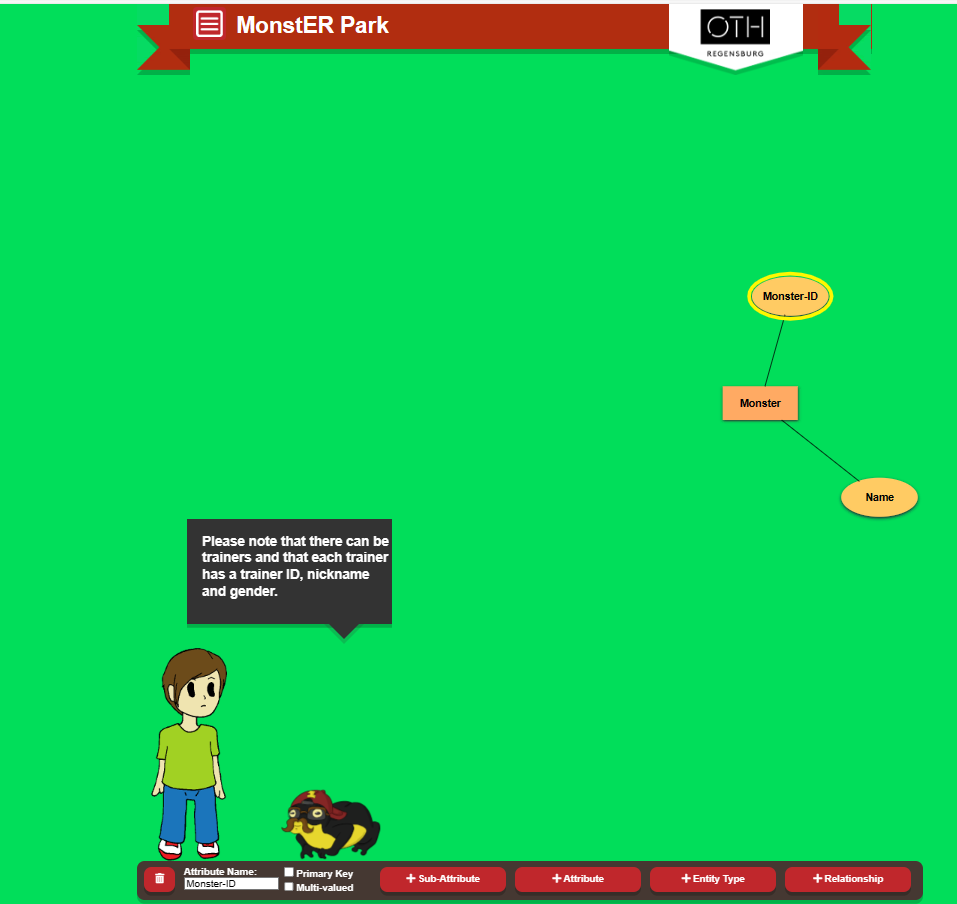 MonstER Park
OTH
REGENSBURG
Monster-ID
Monster
Name
Please note that there can be
trainers and that each trainer
has a trainer ID, nickname
and gender.
Attribute Name:
Monster-ID
Primary Key
Multi-valued
+ Sub-Attribute
+ Attribute
+ Entity Type
+ Relationship